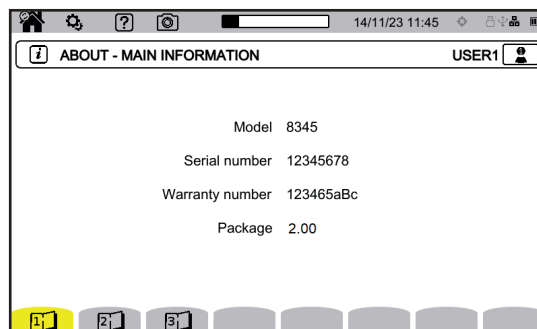 14/11/23 11:45
ABOUT - MAIN INFORMATION USER1
Model 8345
Serial number 12345678
Warranty number 123465aBc
Package 2.00
1 2 3